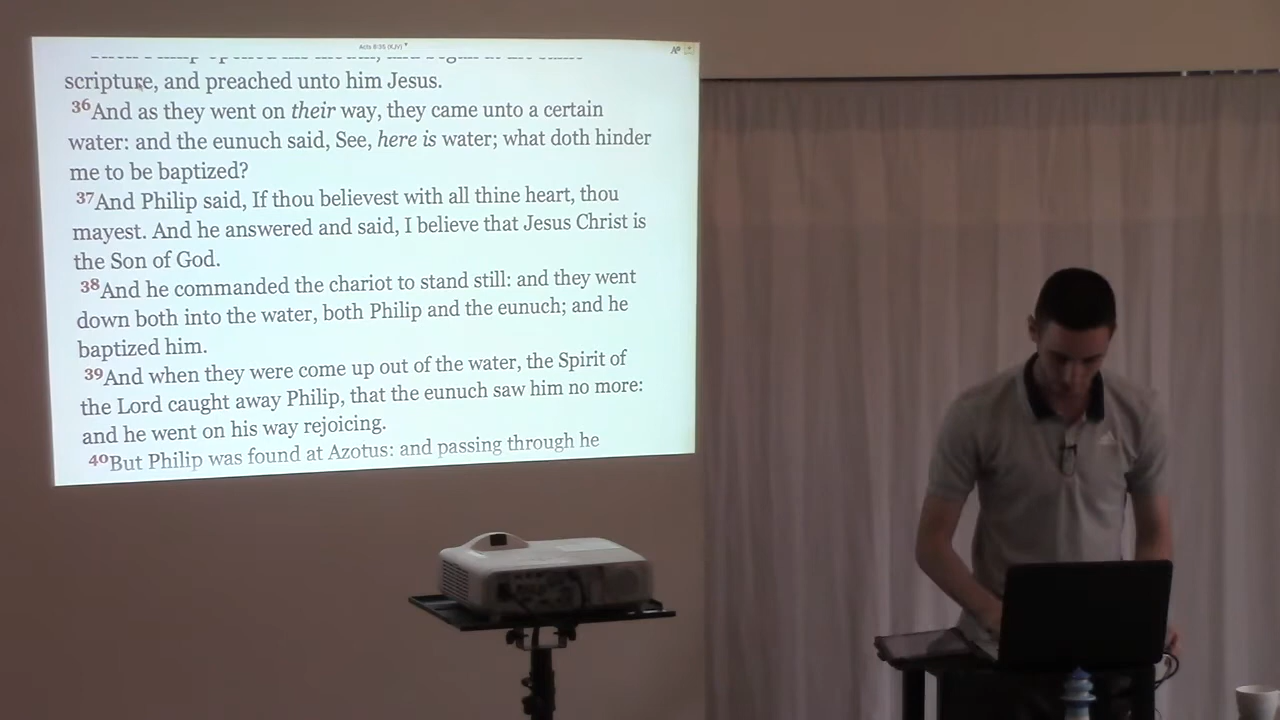 Acts 8:35 (KJV)
scripture, and preached unto him Jesus.
36And as they went on their way, they came unto a certain
water: and the eunuch said, See, here is water; what doth hinder
me to be baptized?
37And Philip said, If thou believest with all thine heart, thou
mayest. And he answered and said, I believe that Jesus Christ is
the Son of God.
38And he commanded the chariot to stand still: and they went
down both into the water, both Philip and the eunuch; and he
baptized him.
39And when they were come up out of the water, the Spirit of
the Lord caught away Philip, that the eunuch saw him no more:
and he went on his way rejoicing.
40But Philip was found at Azotus: and passing through he